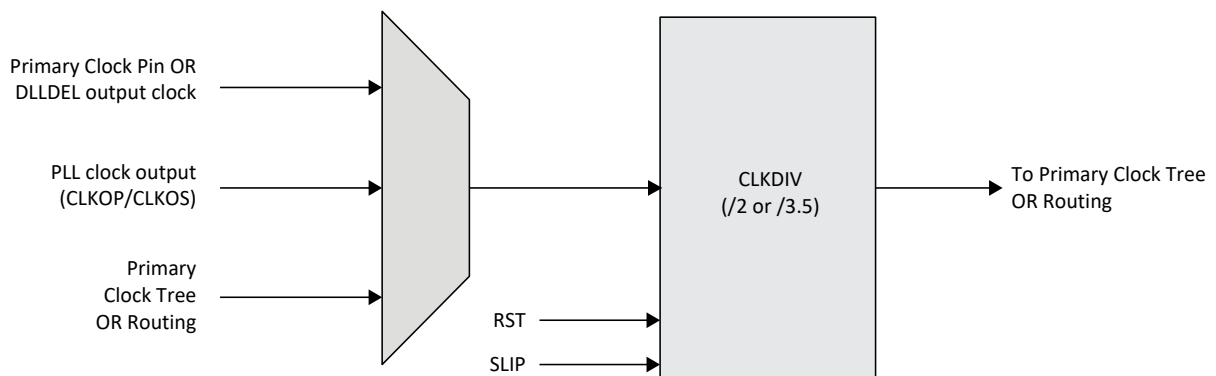 Primary Clock Pin OR
DLLDEL output clock
PLL clock output
(CLKOP/CLKOS)
Primary
Clock Tree
OR Routing
CLKDIV
(/2 or /3.5)
To Primary Clock Tree
OR Routing
RST
SLIP